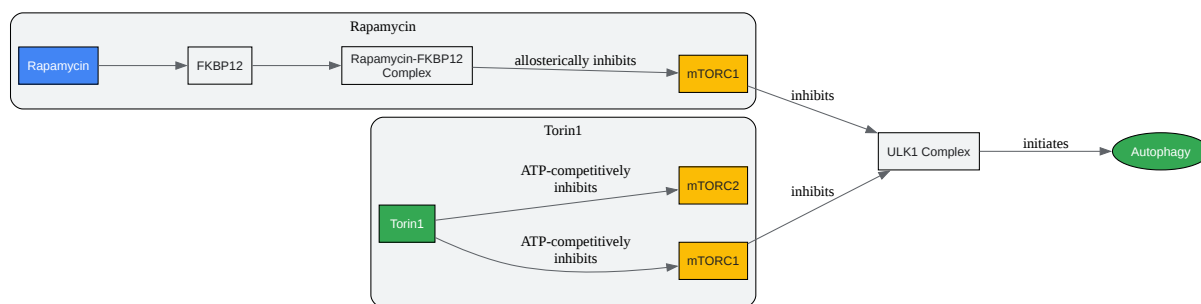 Rapamycin
Rapamycin
FKBP12
Rapamycin-FKBP12
Complex
allosterically inhibits
mTORC1
inhibits
Torin1
Torin1
ATP-competitively
inhibits
mTORC2
ATP-competitively
inhibits
mTORC1
inhibits
ULK1 Complex
initiates
Autophagy